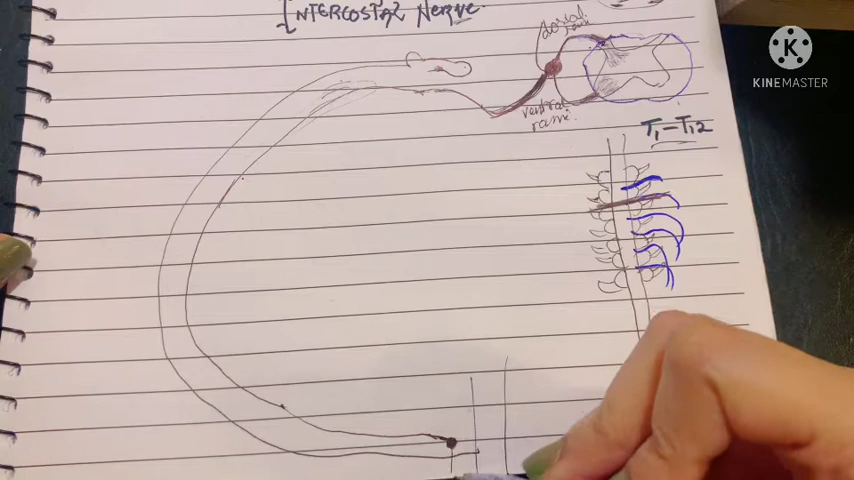 INTERCOSTAL Nerve.
dorsal
rami
ventral
rami.
T1-T12
K
KINEMASTER